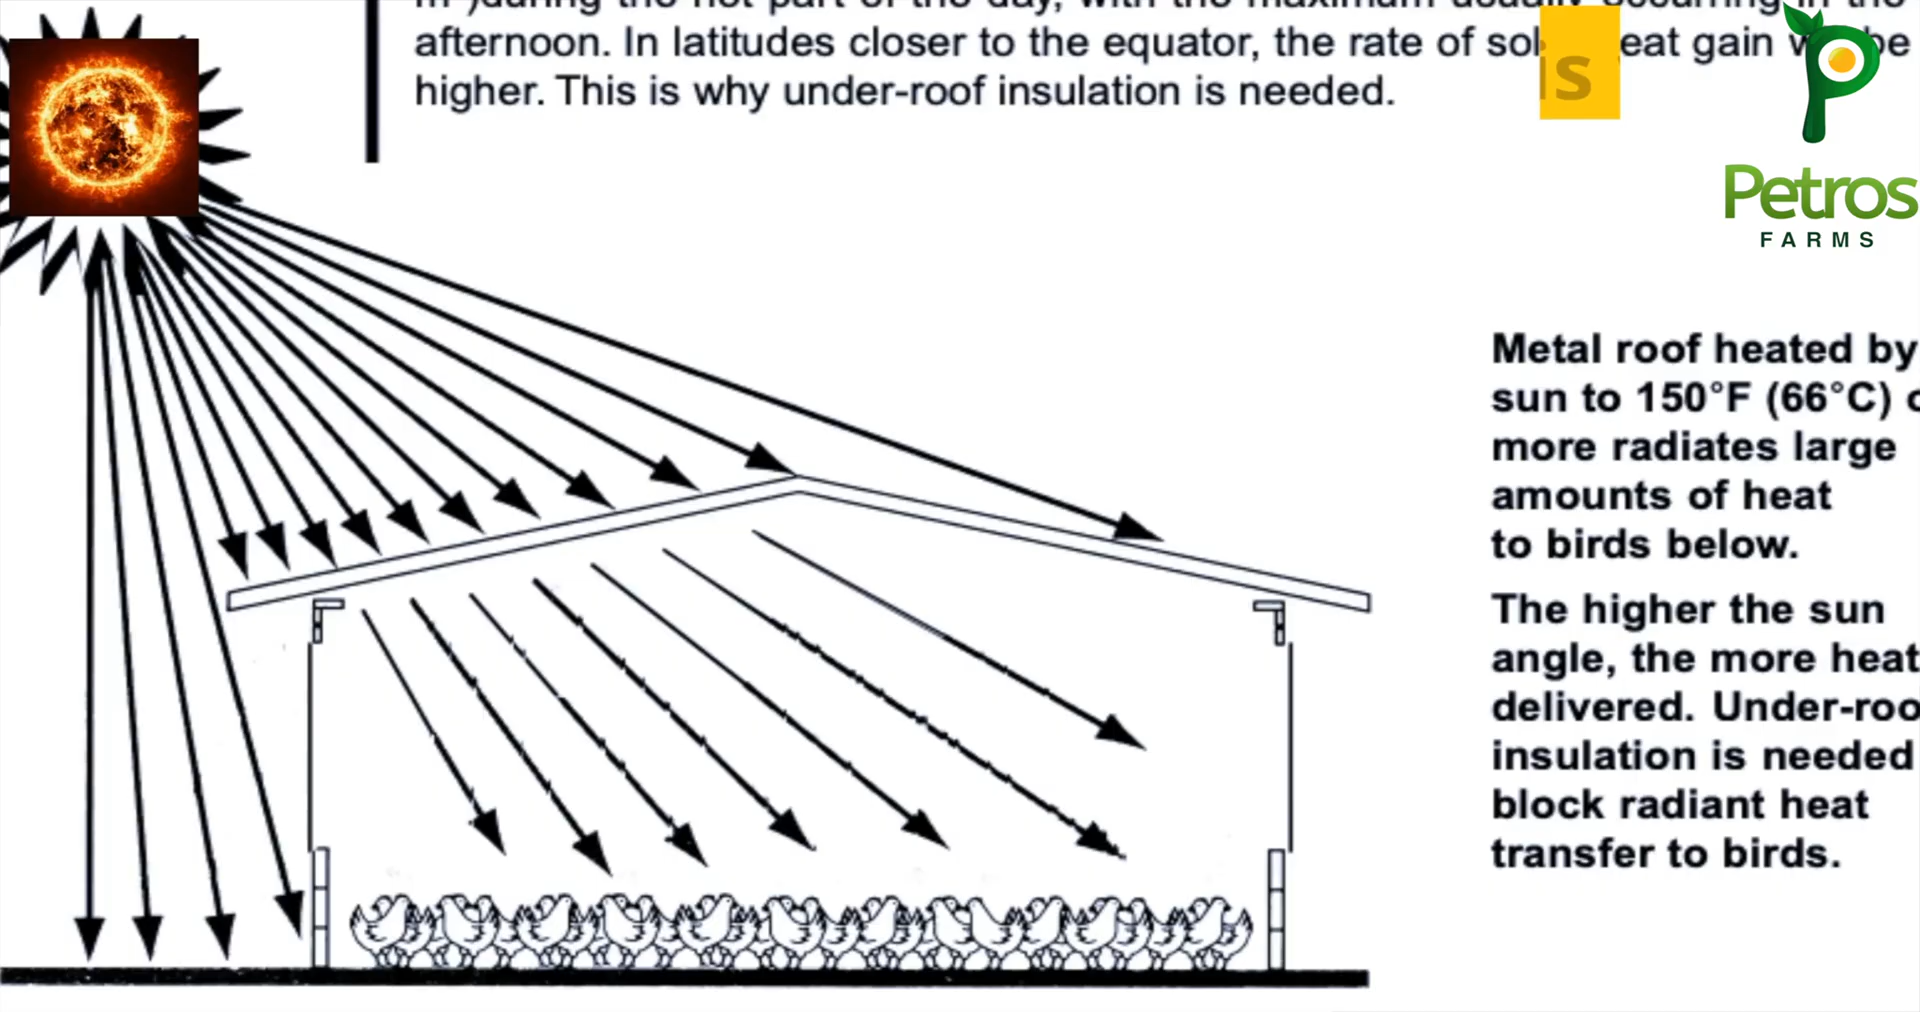 afternoon. In latitudes closer to the equator, the rate of eat gain be
higher. This is why under-roof insulation is needed.
is
Petros
FARMS
Metal roof heated by
sun to 150°F (66°C)
more radiates large
amounts of heat
to birds below.
The higher the sun
angle, the more heat
delivered. Under-roo
insulation is needed
block radiant heat
transfer to birds.